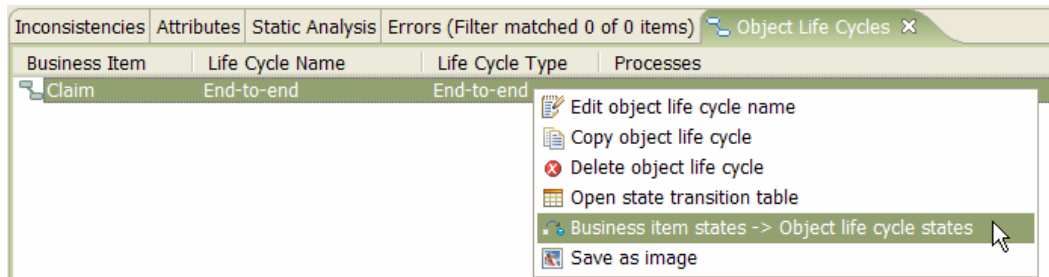 Inconsistencies Attributes Static Analysis Errors (Filter matched 0 of 0 items) Object Life Cycles
Business Item Life Cycle Name Life Cycle Type Processes
Claim End-to-end End-to-end
Edit object life cycle name
Copy object life cycle
Delete object life cycle
Open state transition table
Business item states -> Object life cycle states
Save as image